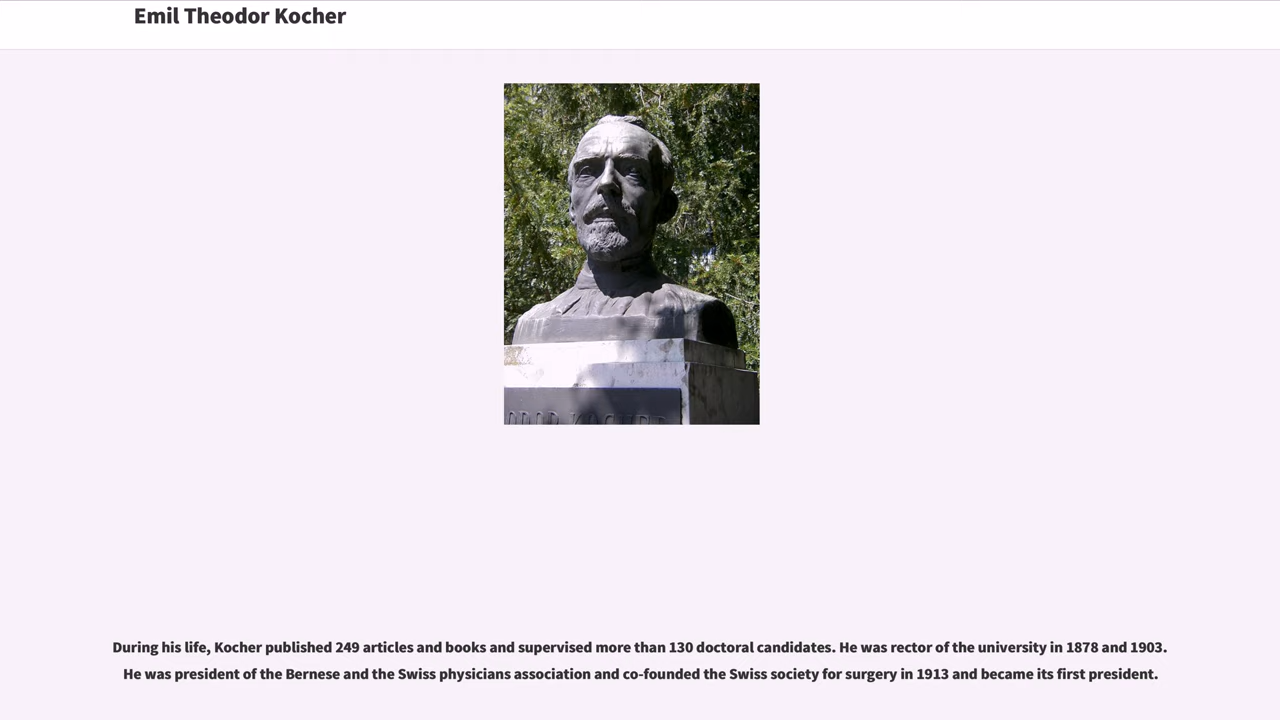 Emil Theodor Kocher
KOCHER
During his life, Kocher published 249 articles and books and supervised more than 130 doctoral candidates. He was rector of the university in 1878 and 1903.
He was president of the Bernese and the Swiss physicians association and co-founded the Swiss society for surgery in 1913 and became its first president.